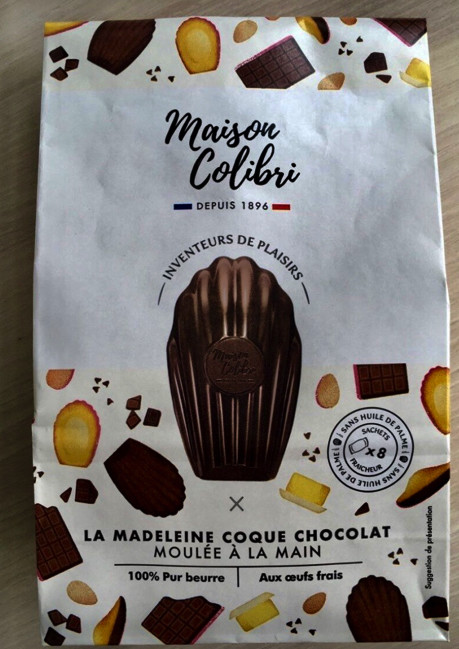 Maison
Colibri
DEPUIS 1896
INVENTEURS DE PLAISIRS
Maison
Colibri
SANS HUILE DE PALME
SACHETS
x8
FRAICHEUR
SANS HUILE DE PALME
×
LA MADELEINE COQUE CHOCOLAT
MOULÉE À LA MAIN
100% Pur beurre
Aux œufs frais
Suggestion de présentation